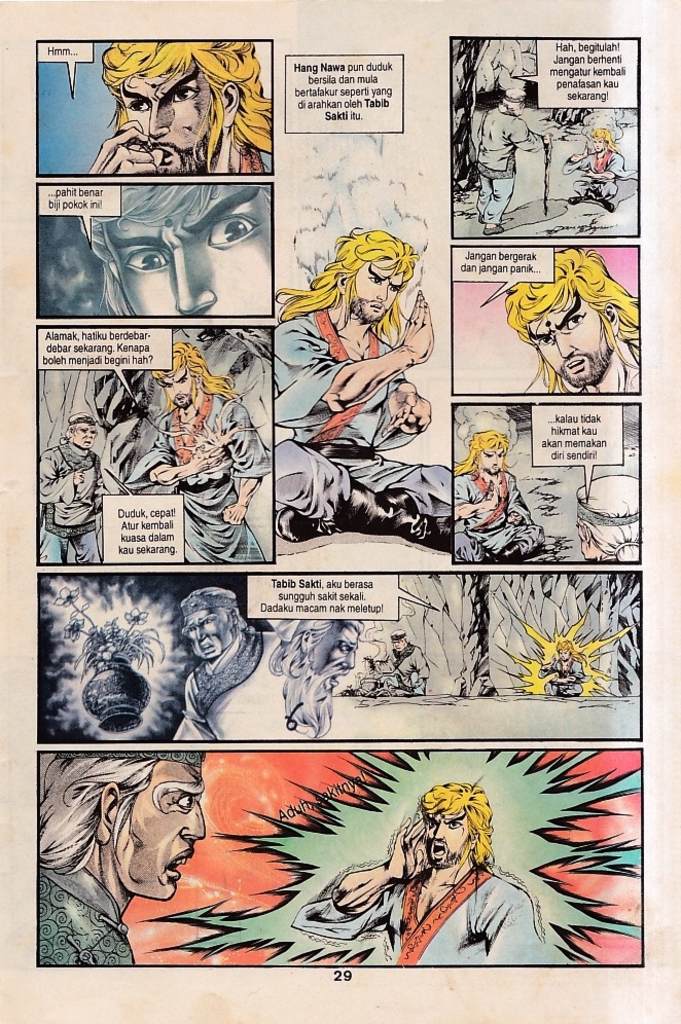 Hmm...
...pahit benar
biji pokok ini!
Alamak, hatiku berdebar-
debar sekarang. Kenapa
boleh menjadi begini hah?
Duduk, cepat!
Atur kembali
kuasa dalam
kau sekarang.
Hang Nawa pun duduk
bersila dan mula
bertafakur seperti yang
di arahkan oleh Tabib
Sakti itu.
Hah, begitulah!
Jangan berhenti
mengatur kembali
penafasan kau
sekarang!
Jangan bergerak
dan jangan panik...
...kalau tidak
hikmat kau
akan memakan
diri sendiri!
Tabib Sakti, aku berasa
sungguh sakit sekali.
Dadaku macam nak meletup!
Aduh, sakitnya!
29